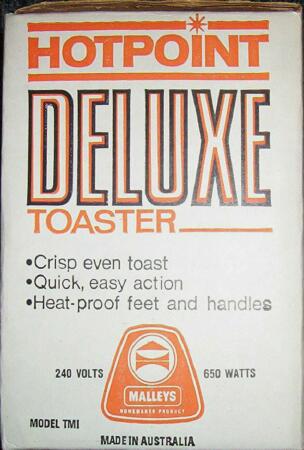 HOTPOINT
DELUXE
TOASTER
•Crisp even toast
•Quick, easy action
•Heat-proof feet and handles
240 VOLTS 650 WATTS
MALLEYS
HOMEMAKER PRODUCT
MODEL TM1
MADE IN AUSTRALIA